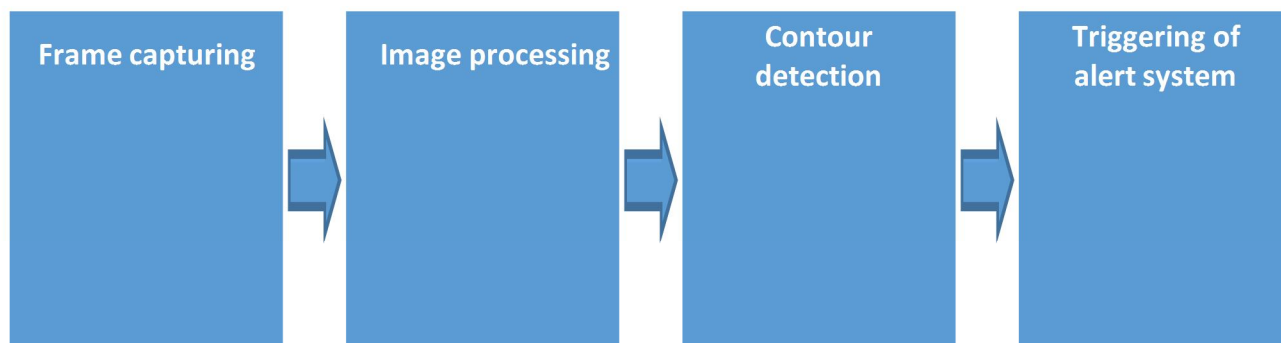 Frame capturing
Image processing
Contour
detection
Triggering of
alert system